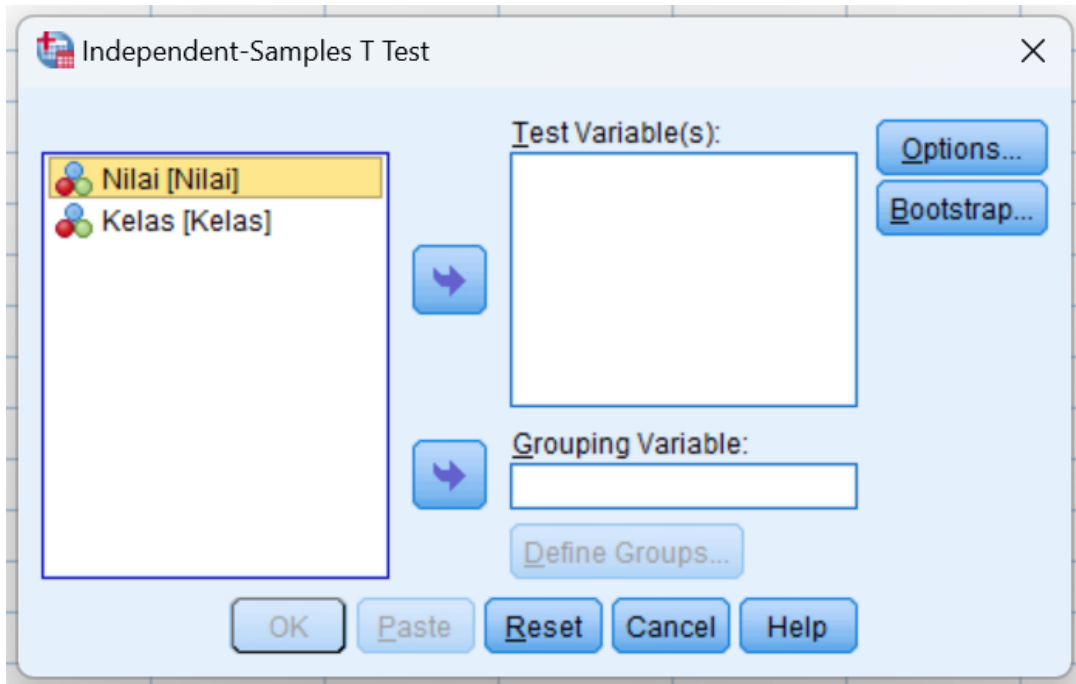 Independent-Samples T Test
Nilai [Nilai]
Kelas [Kelas]
Test Variable(s):
Options...
Bootstrap...
Grouping Variable:
Define Groups...
OK
Paste
Reset
Cancel
Help